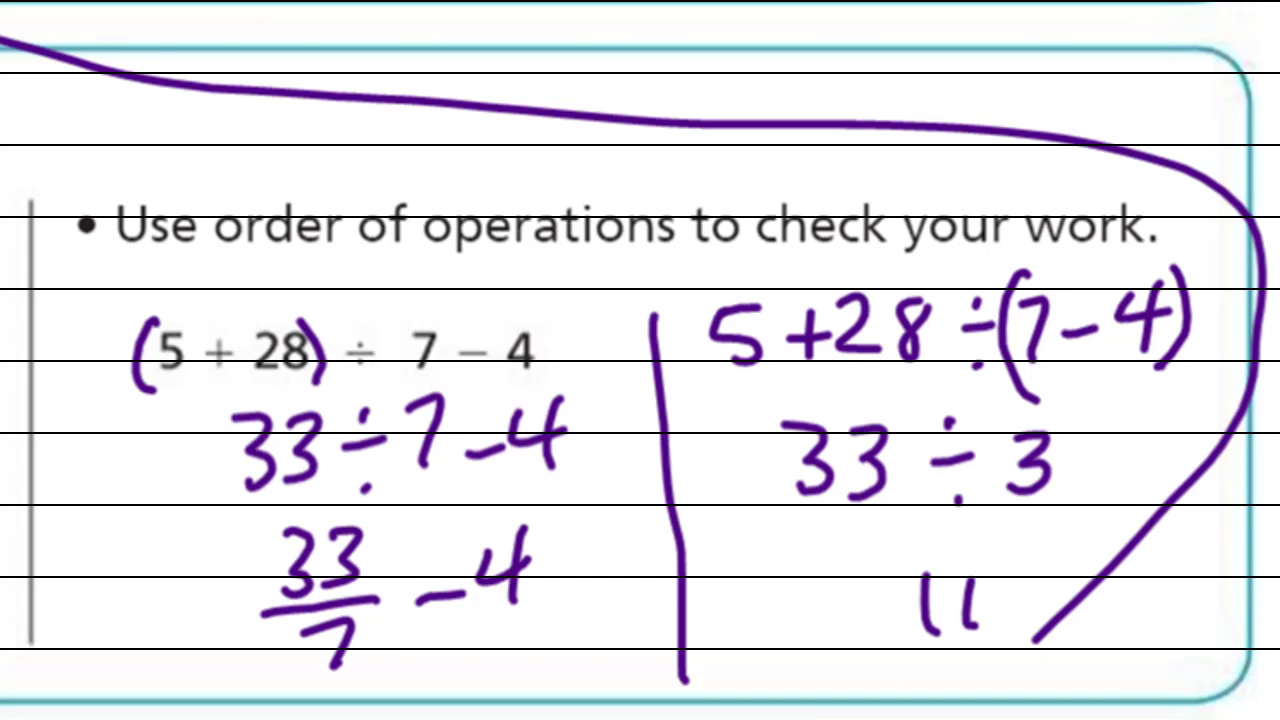 • Use order of operations to check your work.
(5 + 28) ÷ 7 − 4
33 ÷ 7 − 4
33/7 − 4
5 + 28 ÷ (7 − 4)
33 ÷ 3
11